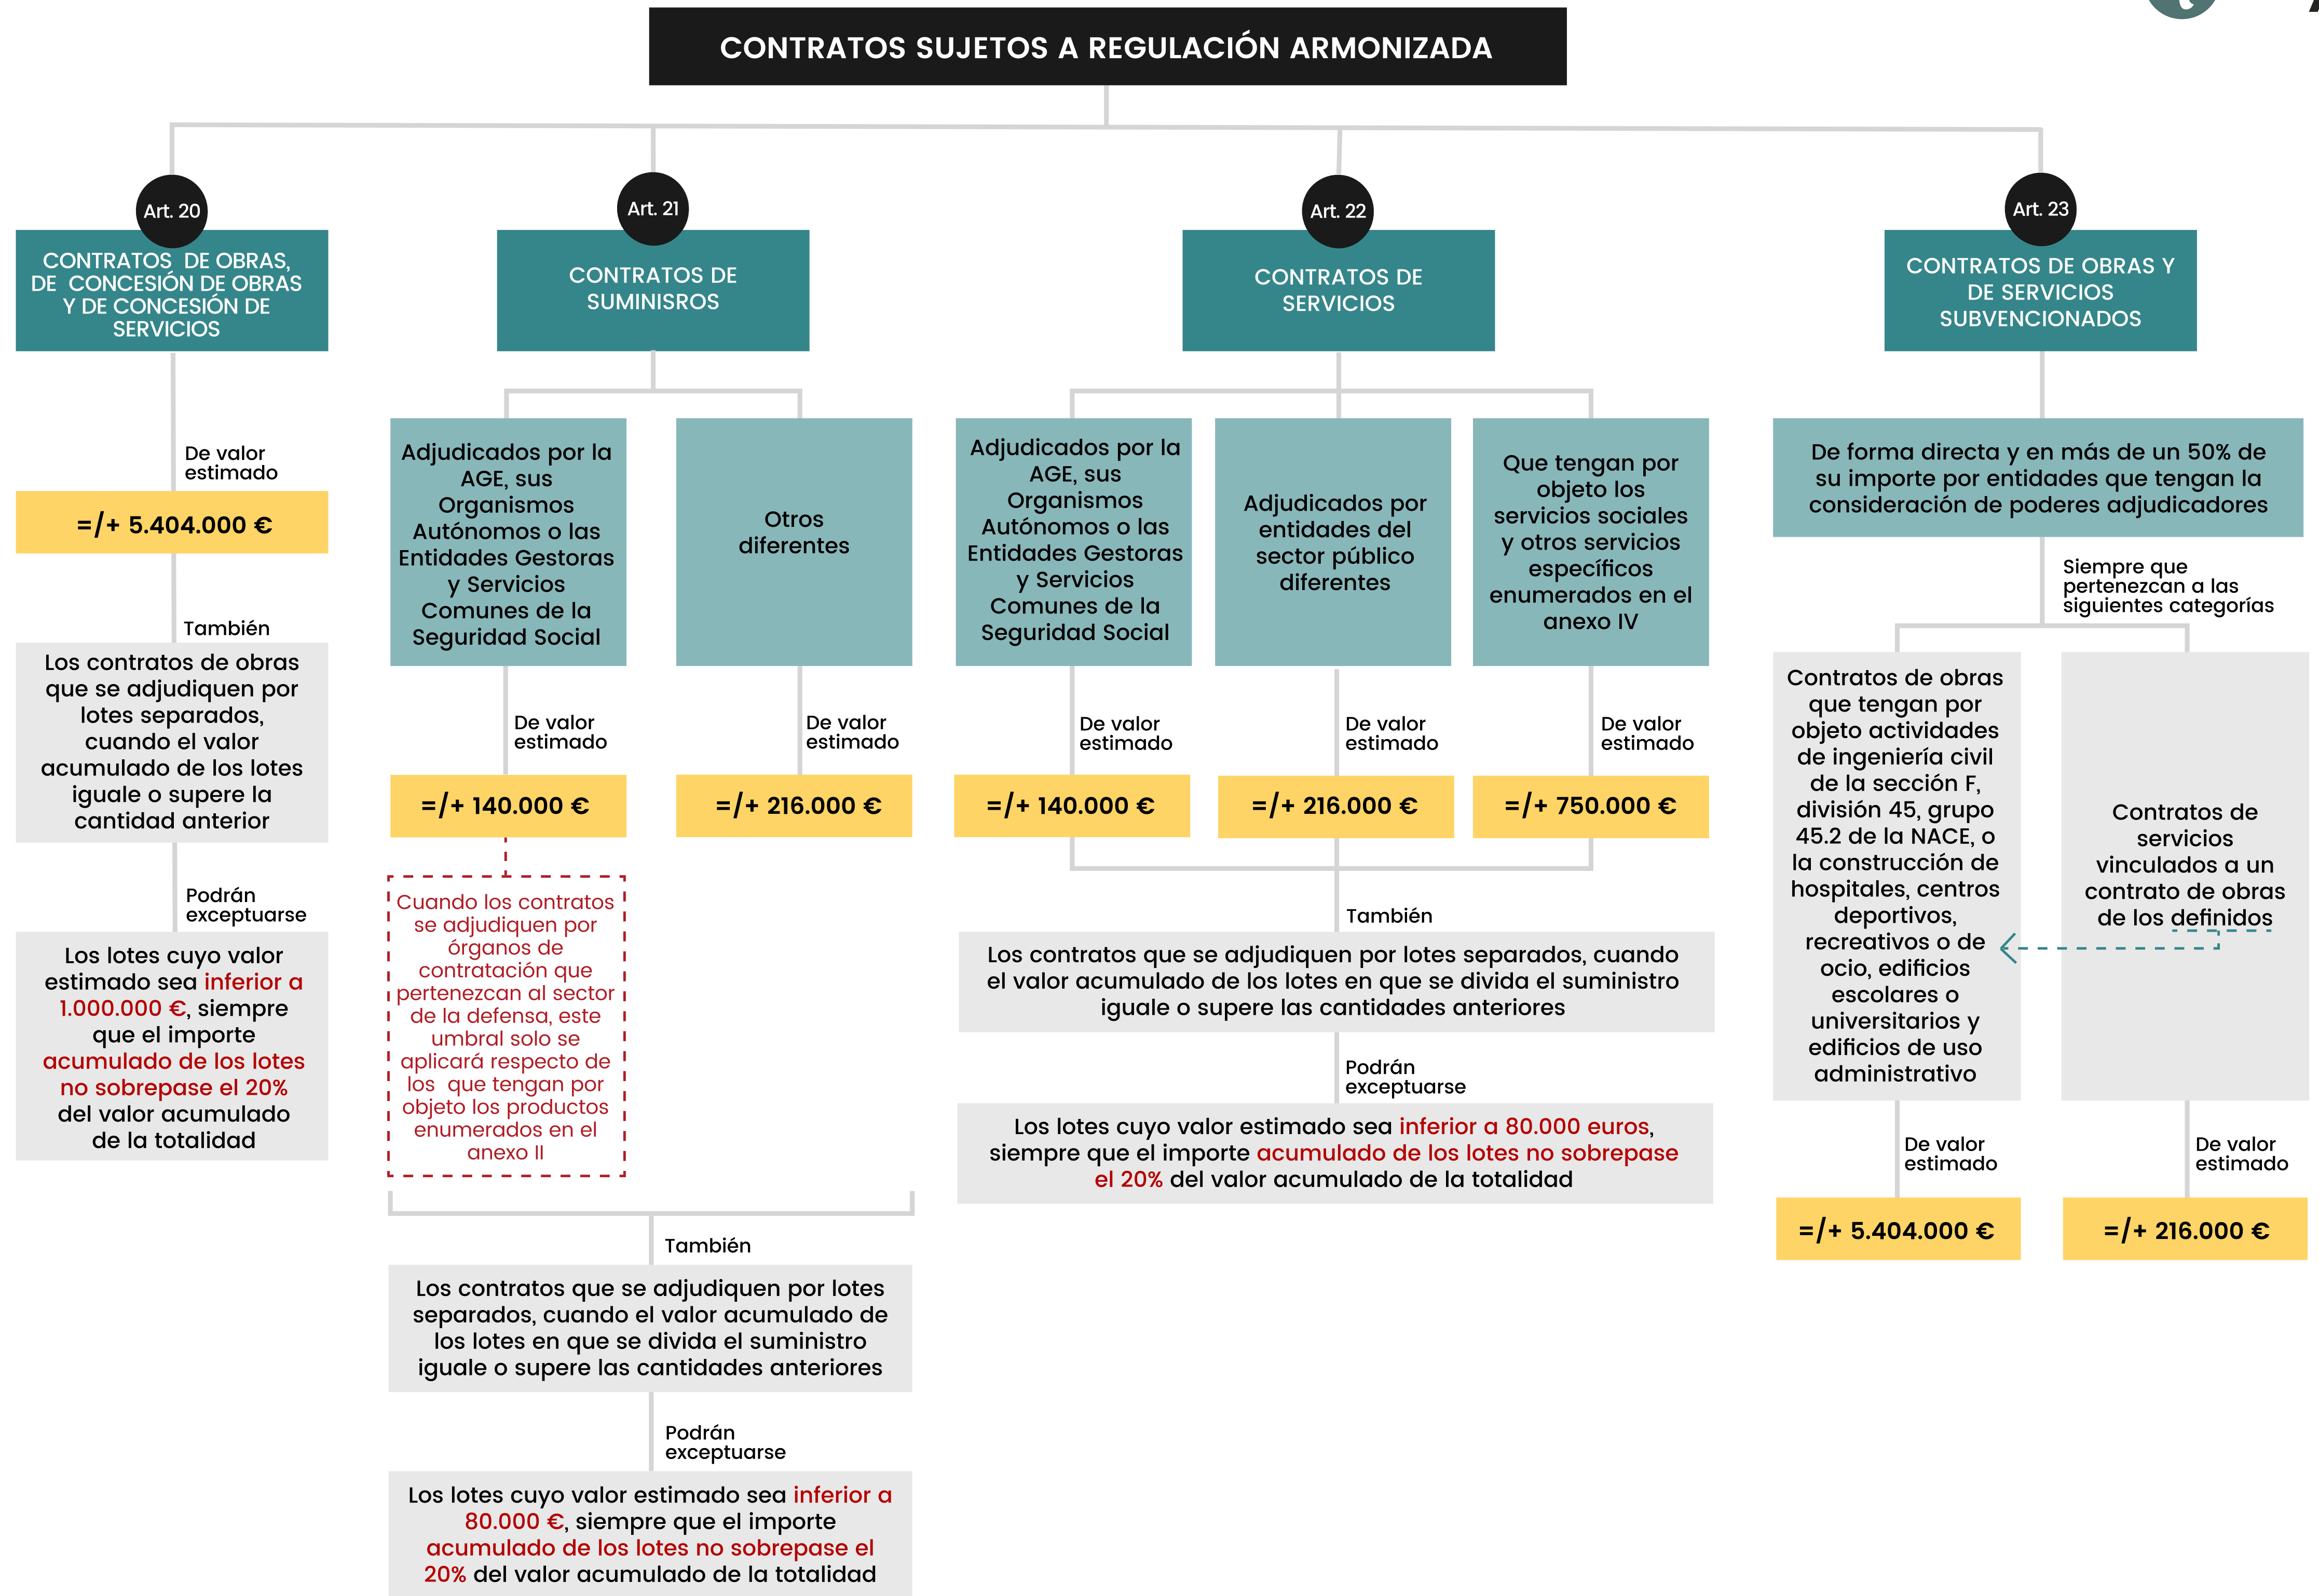 CONTRATOS SUJETOS A REGULACIÓN ARMONIZADA
Art. 20
CONTRATOS DE OBRAS,
DE CONCESIÓN DE OBRAS
Y DE CONCESIÓN DE
SERVICIOS
De valor
estimado
=/+ 5.404.000 €
También
Los contratos de obras
que se adjudiquen por
lotes separados,
cuando el valor
acumulado de los lotes
iguale o supere la
cantidad anterior
Podrán
exceptuarse
Los lotes cuyo valor
estimado sea inferior a
1.000.000 €, siempre
que el importe
acumulado de los lotes
no sobrepase el 20%
del valor acumulado
de la totalidad
Art. 21
CONTRATOS DE
SUMINISROS
Adjudicados por la
AGE, sus
Organismos
Autónomos o las
Entidades Gestoras
y Servicios
Comunes de la
Seguridad Social
De valor
estimado
=/+ 140.000 €
Cuando los contratos
se adjudiquen por
órganos de
contratación que
pertenezcan al sector
de la defensa, este
umbral solo se
aplicará respecto de
los que tengan por
objeto los productos
enumerados en el
anexo II
Otros
diferentes
De valor
estimado
=/+ 216.000 €
También
Los contratos que se adjudiquen por lotes
separados, cuando el valor acumulado de
los lotes en que se divida el suministro
iguale o supere las cantidades anteriores
Podrán
exceptuarse
Los lotes cuyo valor estimado sea inferior a
80.000 €, siempre que el importe
acumulado de los lotes no sobrepase el
20% del valor acumulado de la totalidad
Art. 22
CONTRATOS DE
SERVICIOS
Adjudicados por la
AGE, sus
Organismos
Autónomos o las
Entidades Gestoras
y Servicios
Comunes de la
Seguridad Social
De valor
estimado
=/+ 140.000 €
Adjudicados por
entidades del
sector público
diferentes
De valor
estimado
=/+ 216.000 €
Que tengan por
objeto los
servicios sociales
y otros servicios
específicos
enumerados en el
anexo IV
De valor
estimado
=/+ 750.000 €
También
Los contratos que se adjudiquen por lotes separados, cuando
el valor acumulado de los lotes en que se divida el suministro
iguale o supere las cantidades anteriores
Podrán
exceptuarse
Los lotes cuyo valor estimado sea inferior a 80.000 euros,
siempre que el importe acumulado de los lotes no sobrepase
el 20% del valor acumulado de la totalidad
Art. 23
CONTRATOS DE OBRAS Y
DE SERVICIOS
SUBVENCIONADOS
De forma directa y en más de un 50% de
su importe por entidades que tengan la
consideración de poderes adjudicadores
Siempre que
pertenezcan a las
siguientes categorías
Contratos de obras
que tengan por
objeto actividades
de ingeniería civil
de la sección F,
división 45, grupo
45.2 de la NACE, o
la construcción de
hospitales, centros
deportivos,
recreativos o de
ocio, edificios
escolares o
universitarios y
edificios de uso
administrativo
De valor
estimado
=/+ 5.404.000 €
Contratos de
servicios
vinculados a un
contrato de obras
de los definidos
De valor
estimado
=/+ 216.000 €